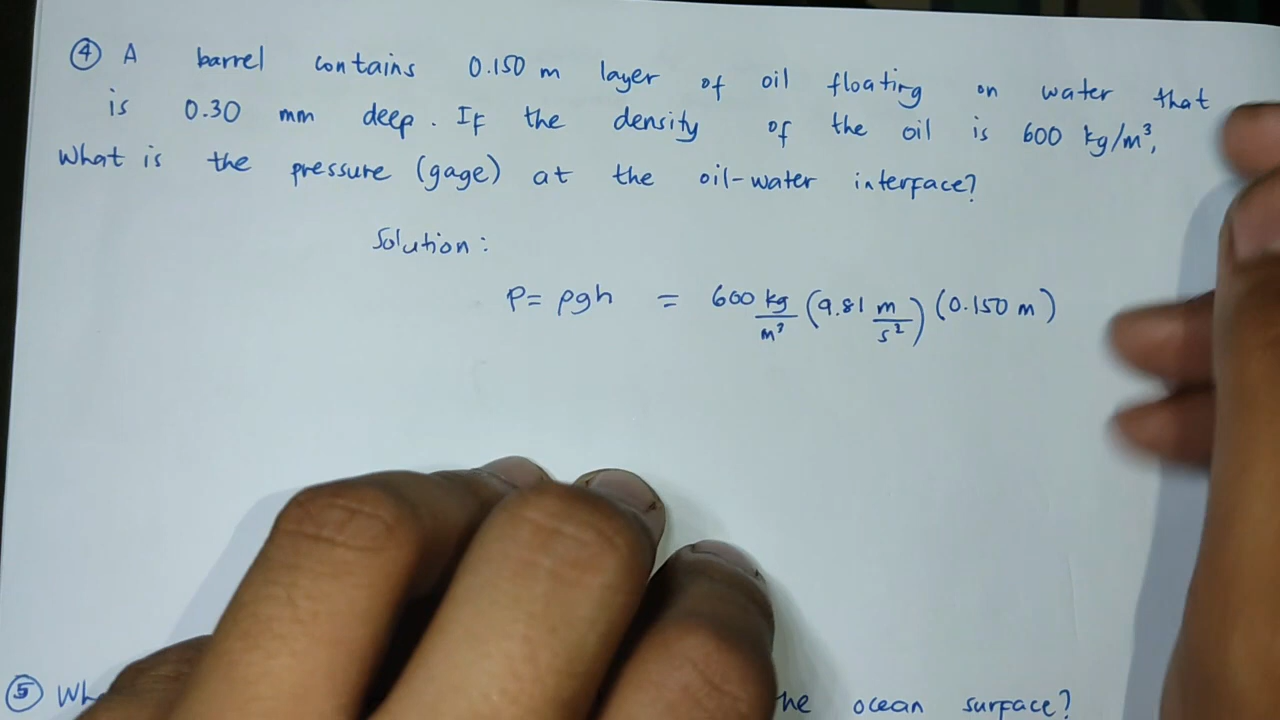 ④ A barrel contains 0.150 m layer of oil floating on water that
is 0.30 mm deep. If the density of the oil is 600 kg/m³,
What is the pressure (gage) at the oil-water interface?
Solution:
P = ρgh = 600 kg/m³ (9.81 m/s²) (0.150 m)
⑤ ocean surface?